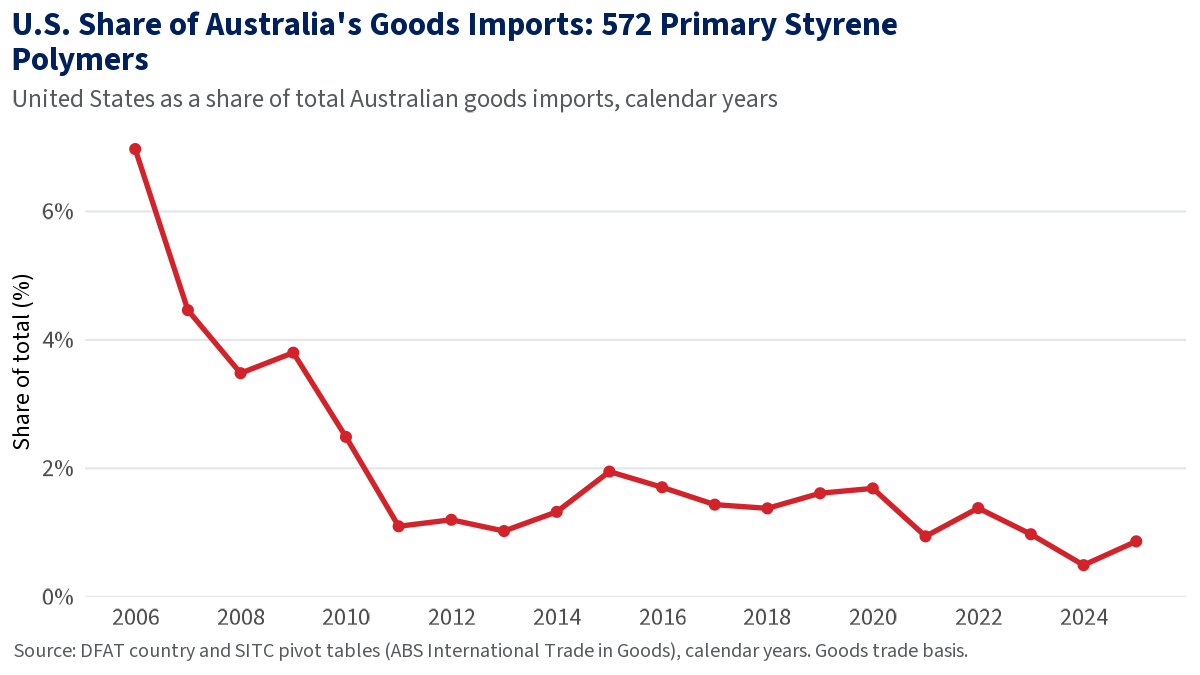 U.S. Share of Australia's Goods Imports: 572 Primary Styrene
Polymers
United States as a share of total Australian goods imports, calendar years
Share of total (%)
6%
4%
2%
0%
2006 2008 2010 2012 2014 2016 2018 2020 2022 2024
Source: DFAT country and SITC pivot tables (ABS International Trade in Goods), calendar years. Goods trade basis.